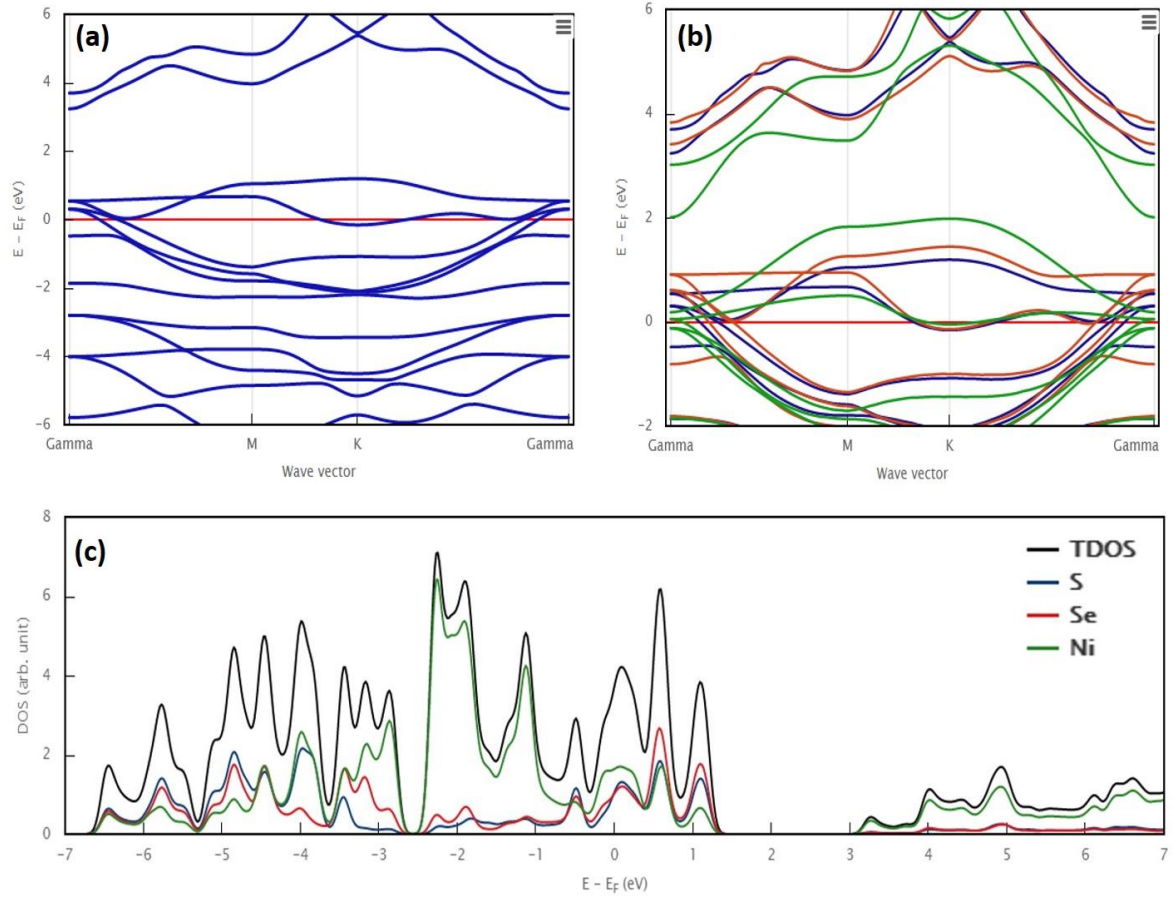 (a)
6
4
2
0
-2
-4
-6
E – E_F (eV)
Gamma M K Gamma
Wave vector
(b)
6
4
2
0
-2
E – E_F (eV)
Gamma M K Gamma
Wave vector
(c)
8
6
4
2
0
DOS (arb. unit)
TDOS
S
Se
Ni
-7 -6 -5 -4 -3 -2 -1 0 1 2 3 4 5 6 7
E – E_F (eV)